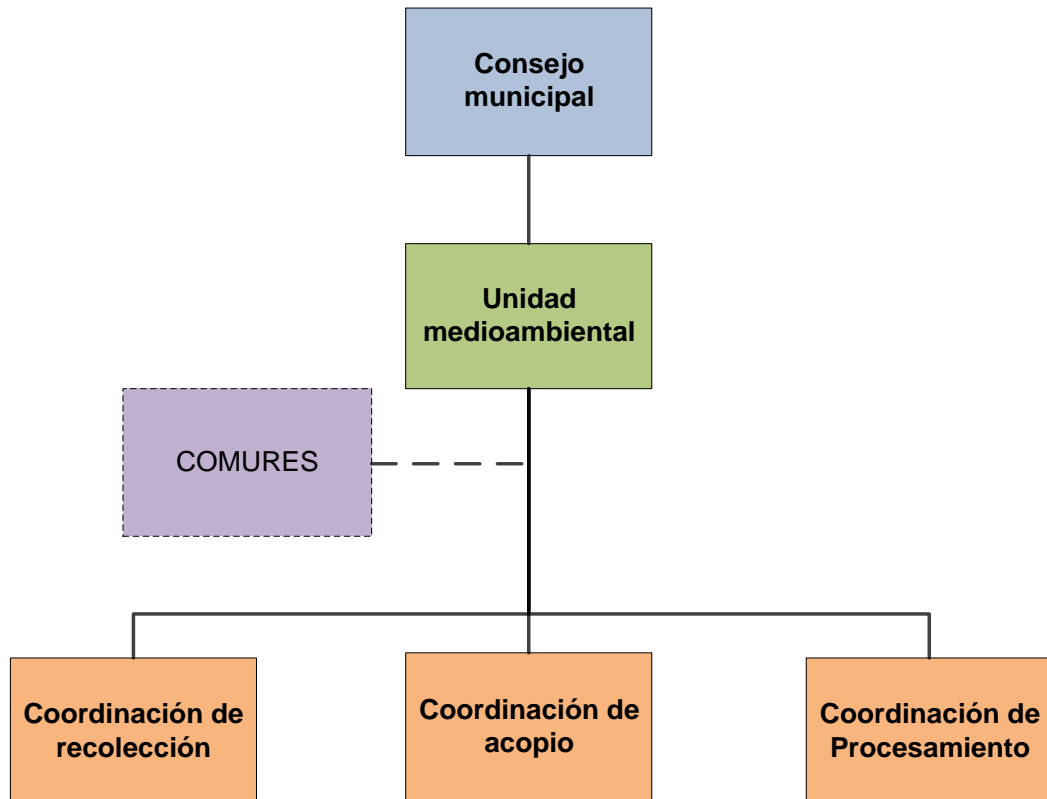 Consejo
municipal
Unidad
medioambiental
COMURES
Coordinación de
recolección
Coordinación de
acopio
Coordinación de
Procesamiento